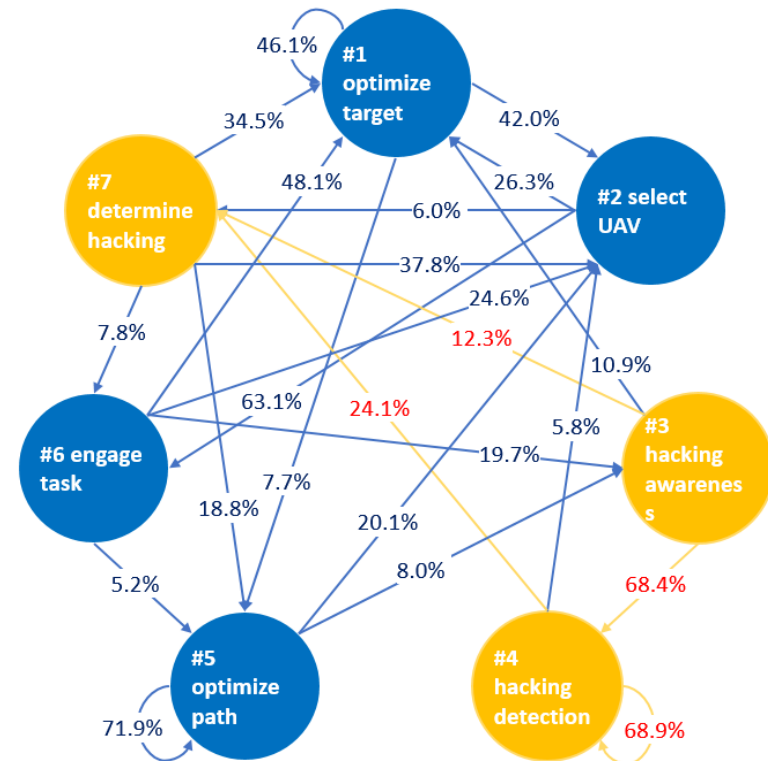 46.1%
#1
optimize
target
34.5%
42.0%
#7
determine
hacking
48.1%
26.3%
#2 select
UAV
6.0%
37.8%
24.6%
7.8%
12.3%
10.9%
63.1%
24.1%
5.8%
#6 engage
task
#3
hacking
awarenes
s
19.7%
7.7%
18.8%
20.1%
8.0%
5.2%
68.4%
#5
optimize
path
#4
hacking
detection
71.9%
68.9%